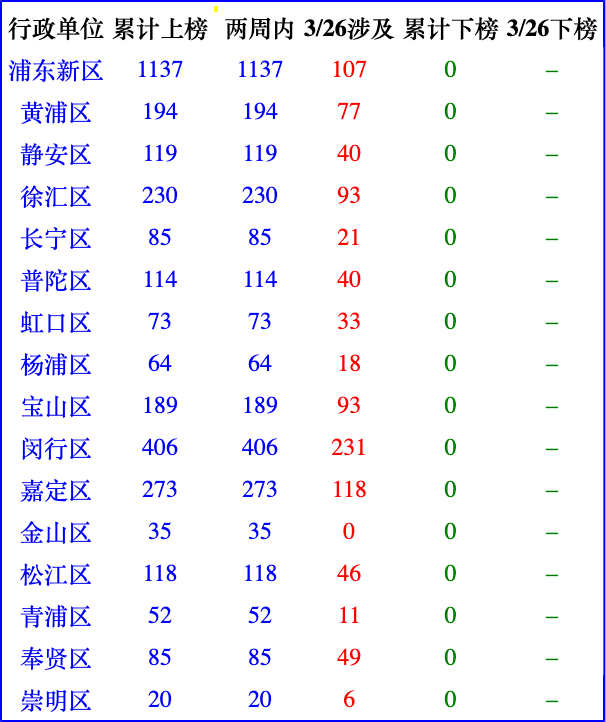 行政单位 累计上榜 两周内 3/26涉及 累计下榜 3/26下榜
浦东新区 1137 1137 107 0 –
黄浦区 194 194 77 0 –
静安区 119 119 40 0 –
徐汇区 230 230 93 0 –
长宁区 85 85 21 0 –
普陀区 114 114 40 0 –
虹口区 73 73 33 0 –
杨浦区 64 64 18 0 –
宝山区 189 189 93 0 –
闵行区 406 406 231 0 –
嘉定区 273 273 118 0 –
金山区 35 35 0 0 –
松江区 118 118 46 0 –
青浦区 52 52 11 0 –
奉贤区 85 85 49 0 –
崇明区 20 20 6 0 –